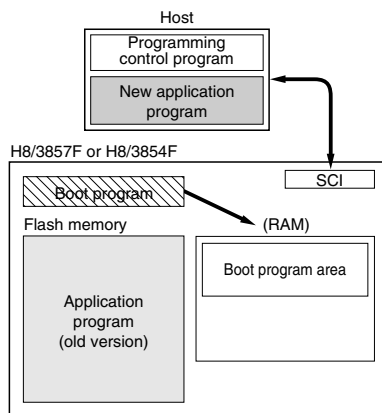 Host
Programming
control program
New application
program
H8/3857F or H8/3854F
SCI
Boot program
Flash memory
(RAM)
Boot program area
Application
program
(old version)